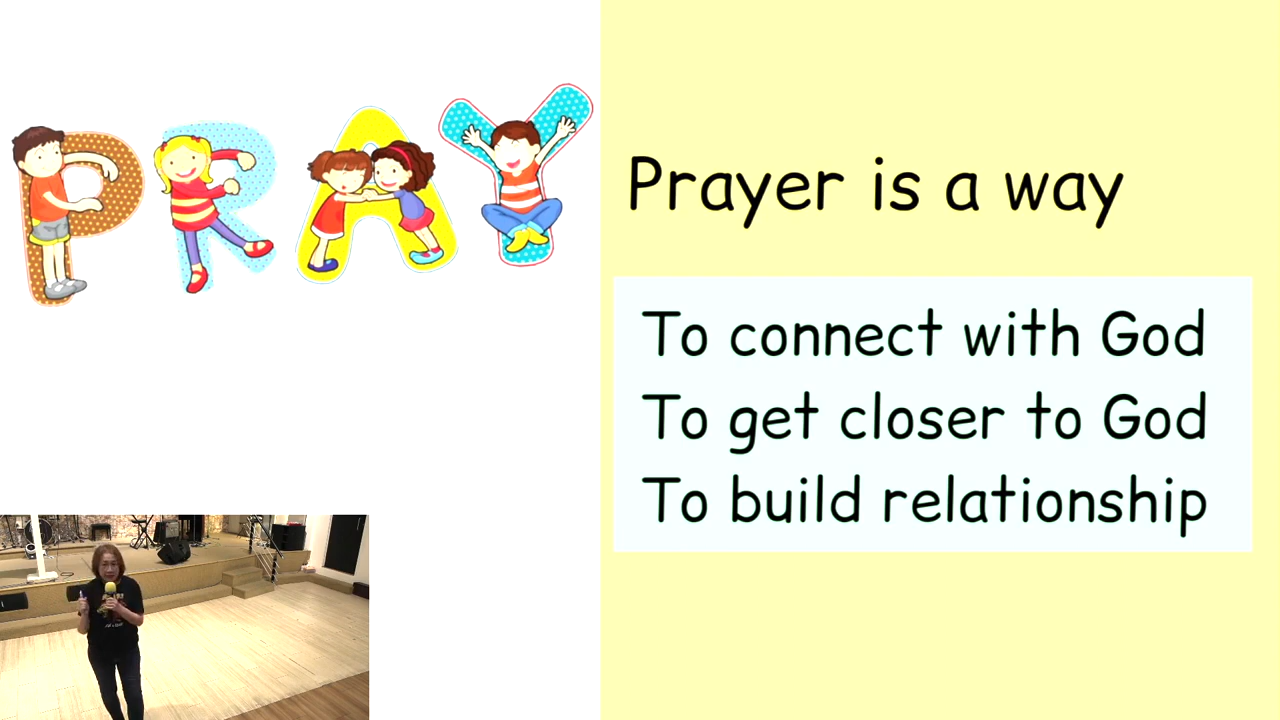 PRAY
Prayer is a way
To connect with God
To get closer to God
To build relationship